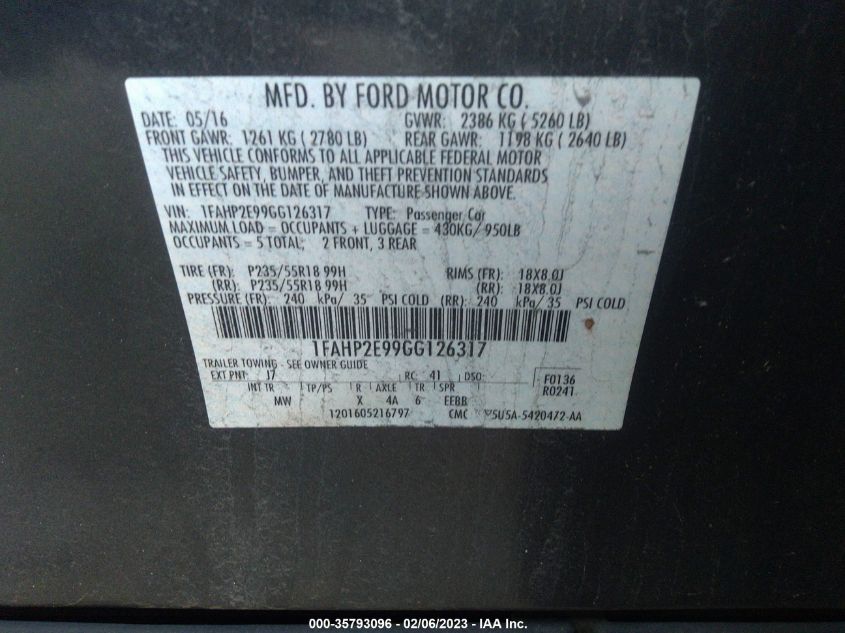 MFD. BY FORD MOTOR CO.
DATE: 05/16 GVWR: 2386 KG ( 5260 LB)
FRONT GAWR: 1261 KG ( 2780 LB) REAR GAWR: 1198 KG ( 2640 LB)
THIS VEHICLE CONFORMS TO ALL APPLICABLE FEDERAL MOTOR
VEHICLE SAFETY, BUMPER, AND THEFT PREVENTION STANDARDS
IN EFFECT ON THE DATE OF MANUFACTURE SHOWN ABOVE.
VIN: 1FAHP2E99GG126317 TYPE: Passenger Car
MAXIMUM LOAD = OCCUPANTS + LUGGAGE = 430KG/ 950LB
OCCUPANTS = 5 TOTAL; 2 FRONT, 3 REAR
TIRE (FR): P235/55R18 99H RIMS (FR): 18X8.0J
(RR): P235/55R18 99H (RR): 18X8.0J
PRESSURE (FR): 240 kPa/ 35 PSI COLD (RR): 240 kPa/ 35 PSI COLD
1FAHP2E99GG126317
TRAILER TOWING - SEE OWNER GUIDE
EXT PNT: J7 RC: 41 DSO: F0136
R0241
INT TR TP/PS R AXLE TR SPR
MW X 4A 6 EEBB
1201605216797 CMC 5U5A-5420472-AA
000-35793096 — 02/06/2023 — IAA Inc.